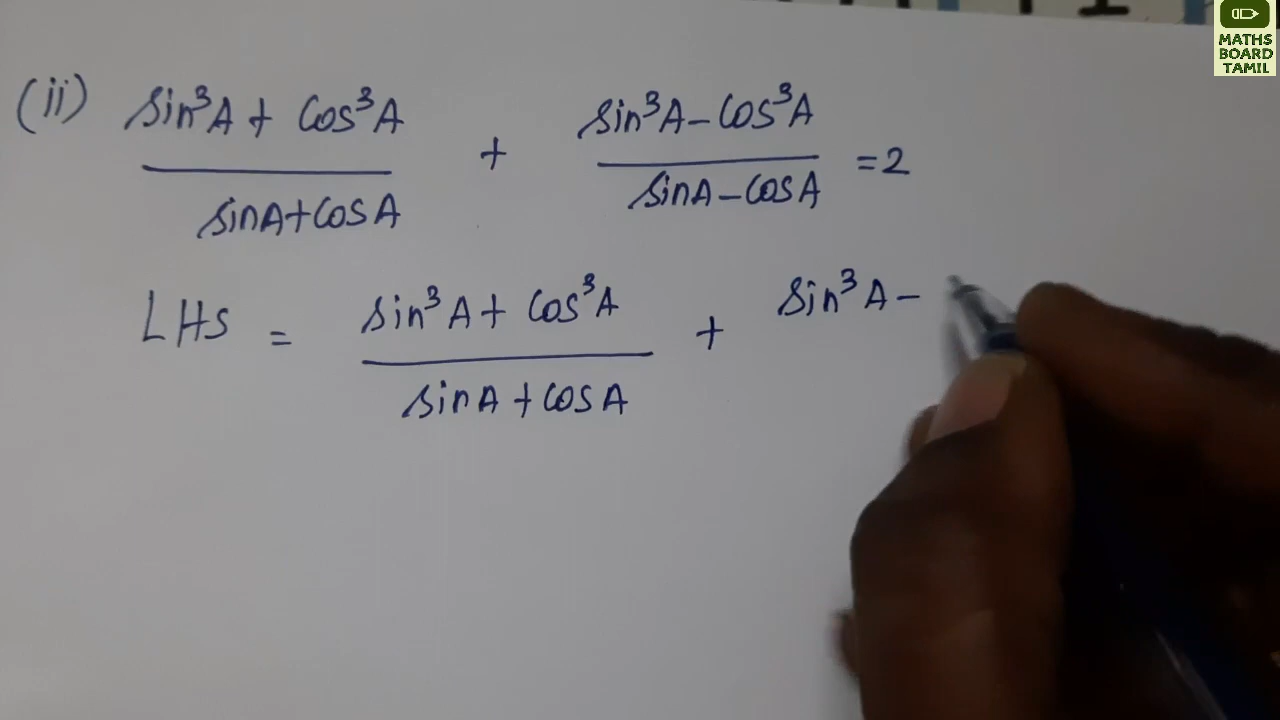 MATHS
BOARD
TAMIL
(ii) sin³A + cos³A + sin³A - cos³A = 2
sinA + cosA sinA - cosA
LHS = sin³A + cos³A + sin³A -
sinA + cosA